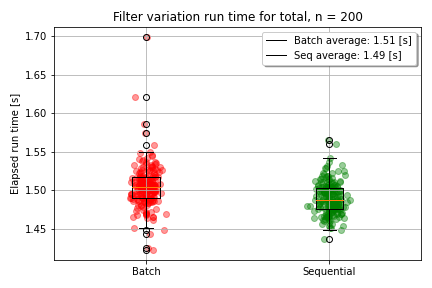 Filter variation run time for total, n = 200
Elapsed run time [s]
1.70
1.65
1.60
1.55
1.50
1.45
Batch average: 1.51 [s]
Seq average: 1.49 [s]
Batch
Sequential